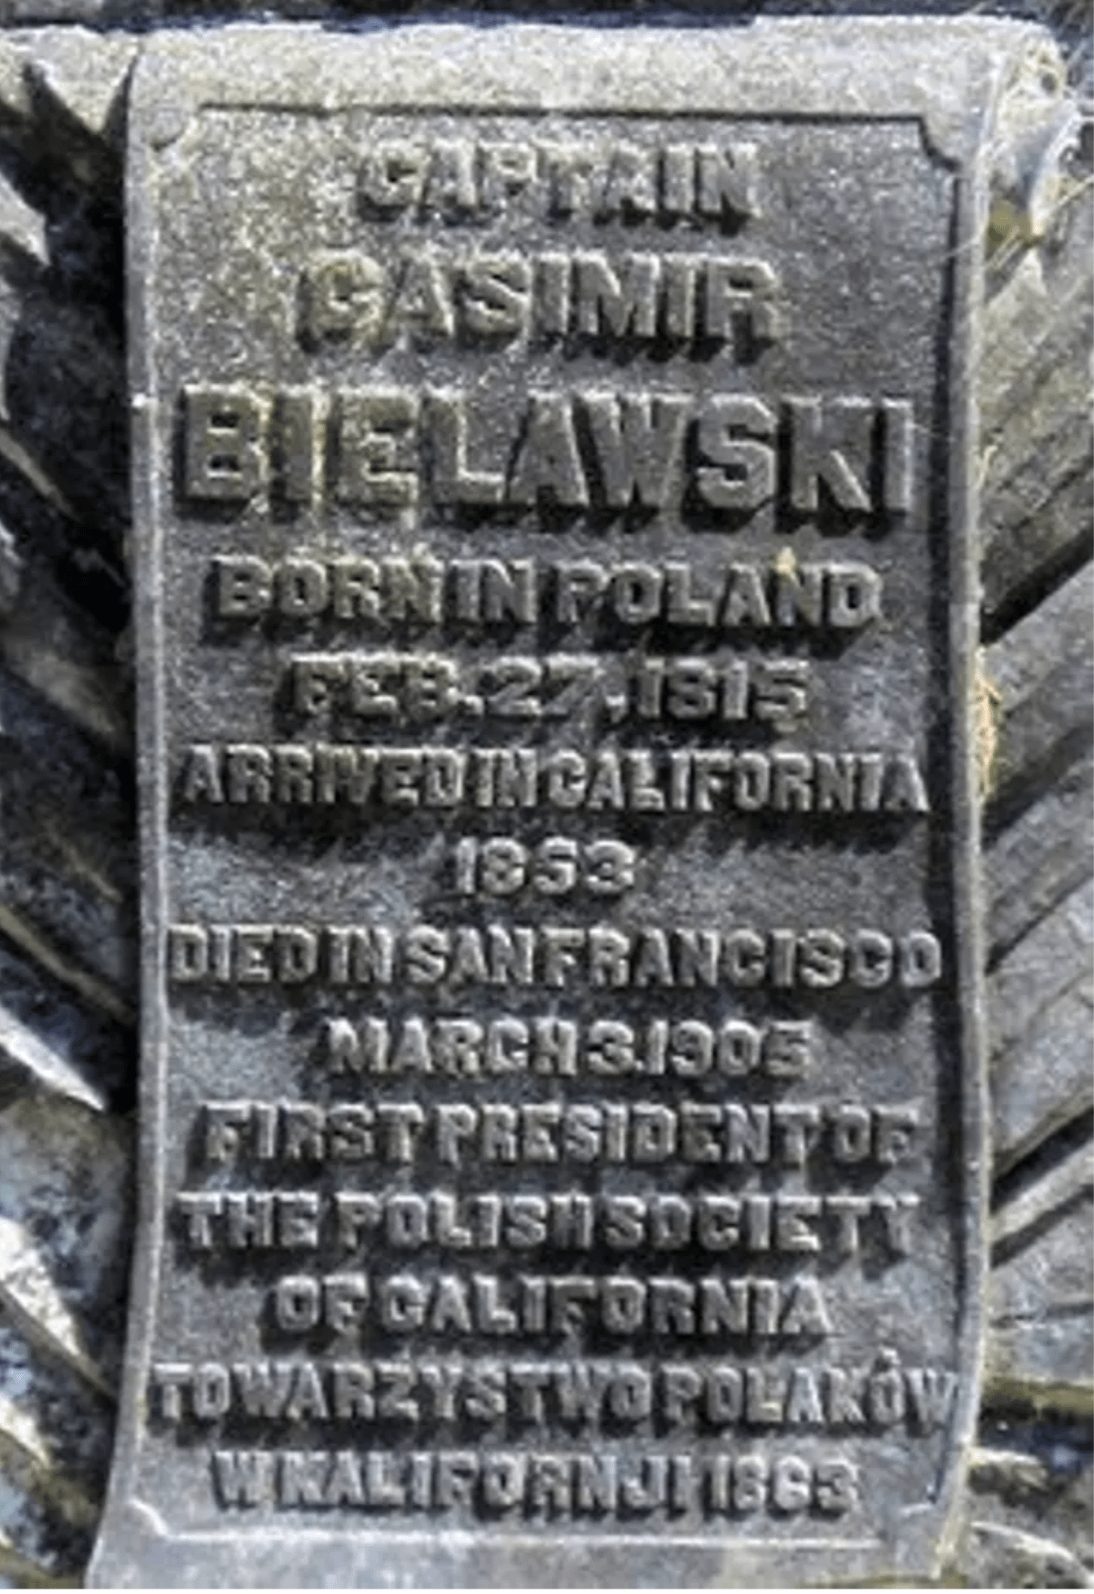 CAPTAIN
CASIMIR
BIELAWSKI
BORN IN POLAND
FEB. 27, 1815
ARRIVED IN CALIFORNIA
1853
DIED IN SAN FRANCISCO
MARCH 3. 1905
FIRST PRESIDENT OF
THE POLISH SOCIETY
OF CALIFORNIA
TOWARZYSTWO POLAKÓW
W KALIFORNJI 1863